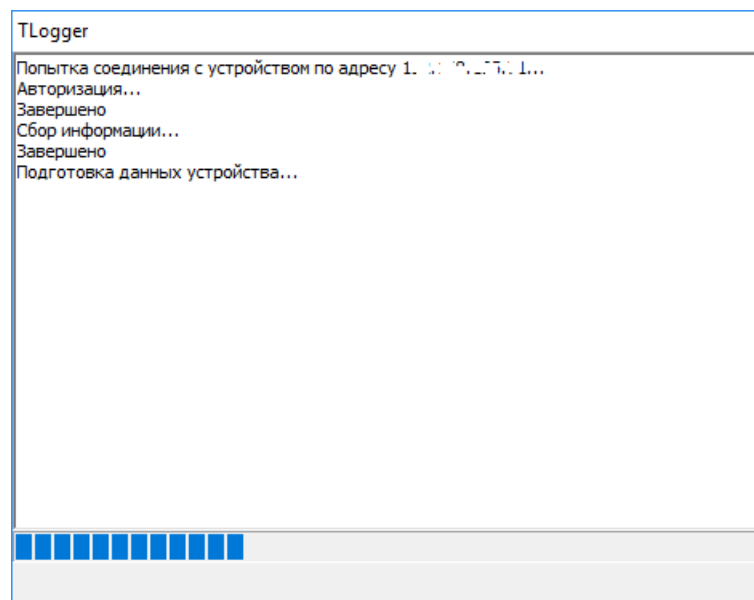 TLogger
Попытка соединения с устройством по адресу
Авторизация...
Завершено
Сбор информации...
Завершено
Подготовка данных устройства...